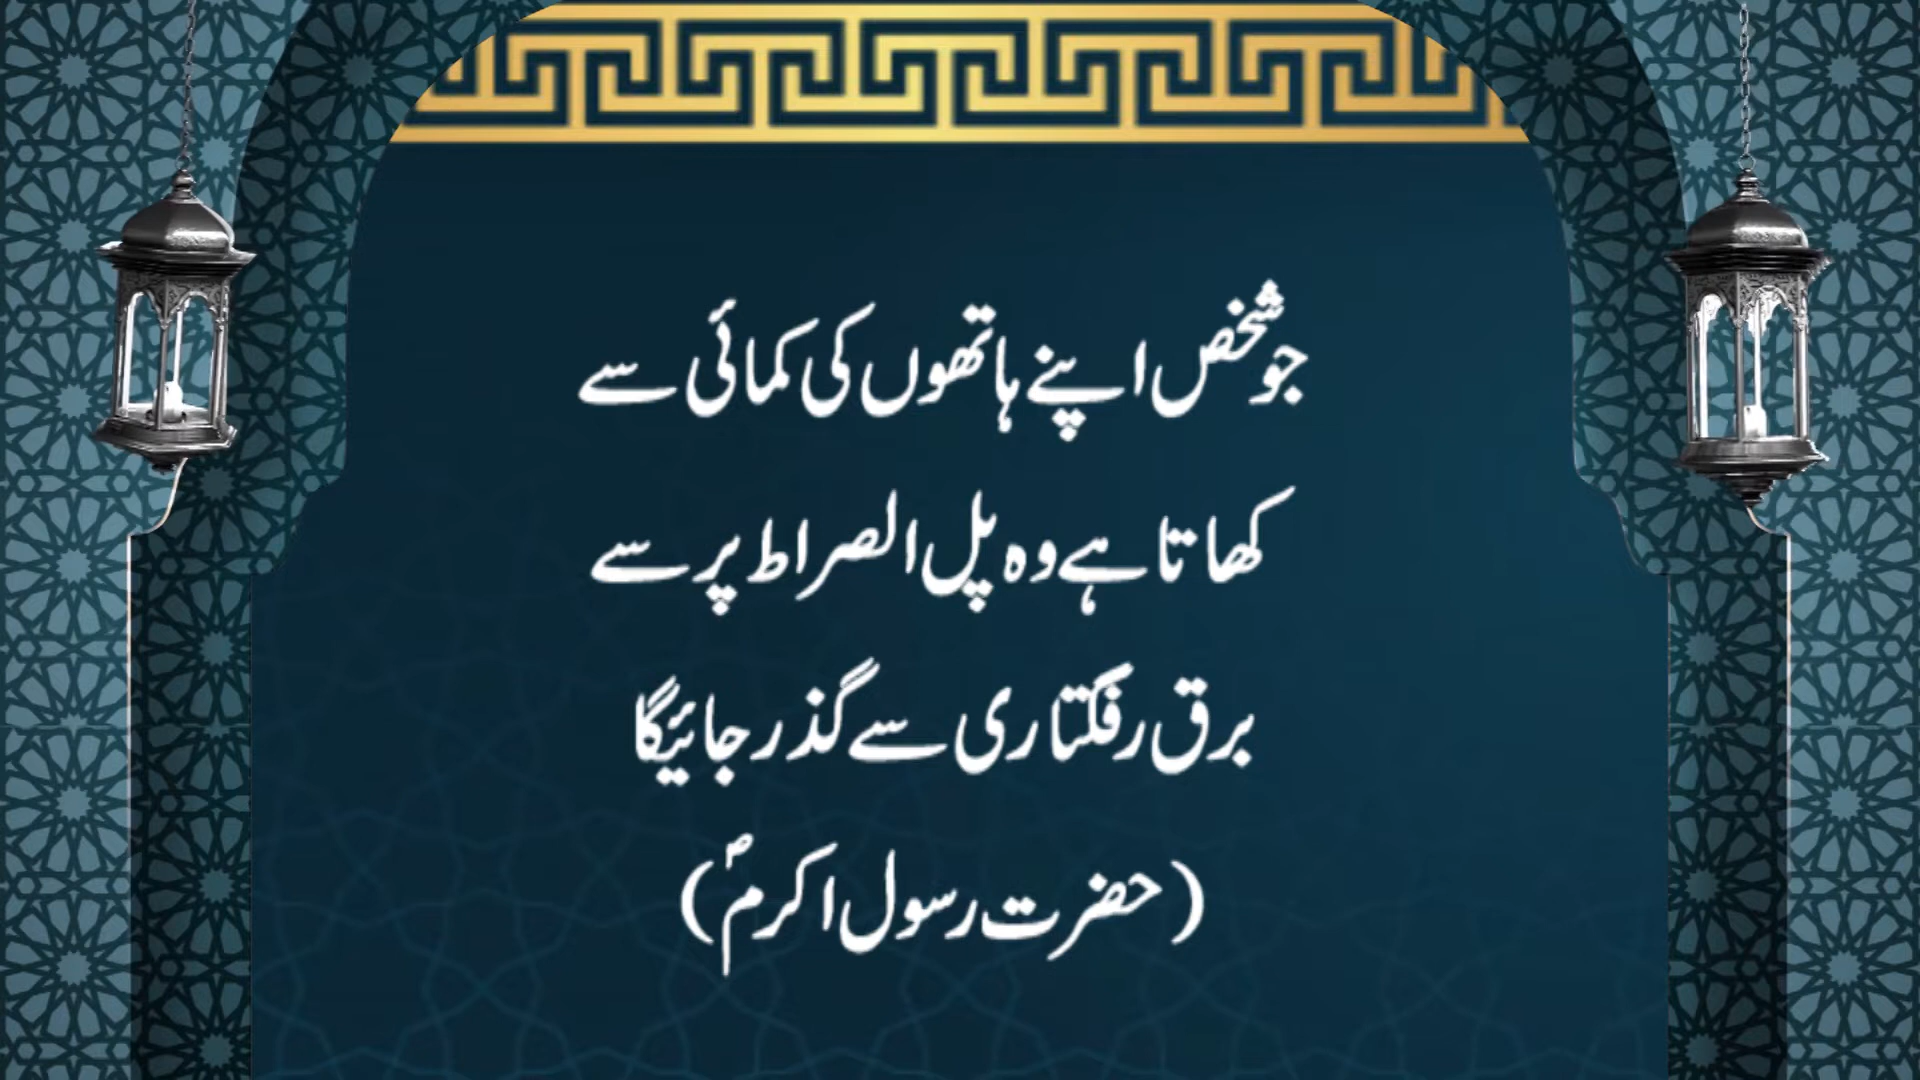 جو شخص اپنے ہاتھوں کی کمائی سے
کھاتا ہے وہ پل الصراط پر سے
برق رفگتاری سے گذر جائیگا
(حضرت رسول اکرمؐ)